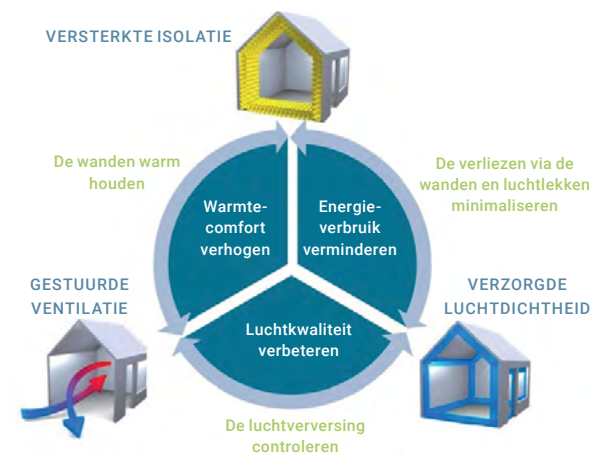 VERSTERKTE ISOLATIE
De wanden warm
houden
De verliezen via de
wanden en luchtlekken
minimaliseren
Warmte-
comfort
verhogen
Energie-
verbruik
verminderen
GESTUURDE
VENTILATIE
VERZORGDE
LUCHTDICHTHEID
Luchtkwaliteit
verbeteren
De luchtverversing
controleren